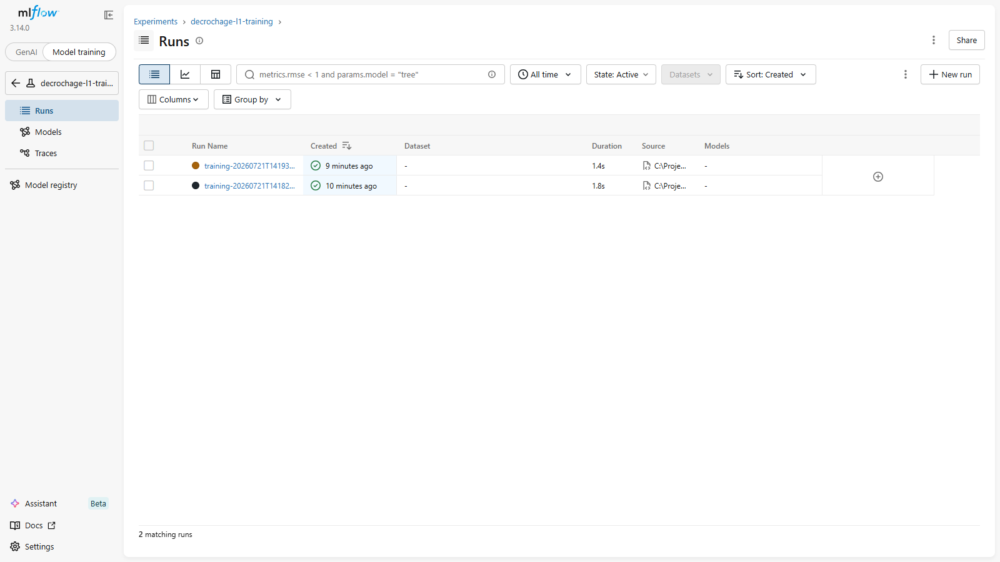 mlflow
3.14.0
GenAI
Model training
decrochage-l1-trai...
Runs
Models
Traces
Model registry
Assistant
Beta
Docs
Settings
Experiments > decrochage-l1-training >
Runs
Share
metrics.rmse < 1 and params.model = "tree"
All time
State: Active
Datasets
Sort: Created
New run
Columns
Group by
Run Name
Created
Dataset
Duration
Source
Models
training-20260721T14193... 9 minutes ago - 1.4s C:\Proje... -
training-20260721T14182... 10 minutes ago - 1.8s C:\Proje... -
2 matching runs